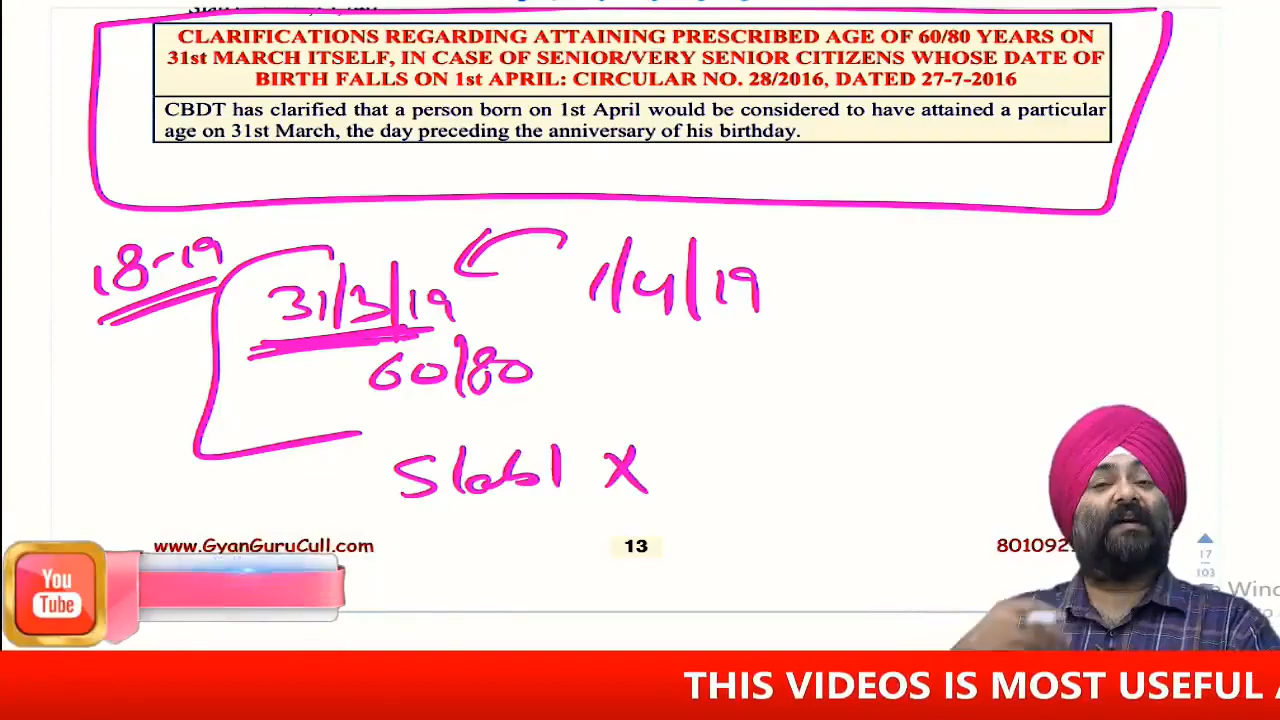 CLARIFICATIONS REGARDING ATTAINING PRESCRIBED AGE OF 60/80 YEARS ON
31st MARCH ITSELF, IN CASE OF SENIOR/VERY SENIOR CITIZENS WHOSE DATE OF
BIRTH FALLS ON 1st APRIL: CIRCULAR NO. 28/2016, DATED 27-7-2016
CBDT has clarified that a person born on 1st April would be considered to have attained a particular
age on 31st March, the day preceding the anniversary of his birthday.
18-19
31/3/19
1/4/19
60/80
Slab X
www.GyanGuruCull.com
13
801092
17
103
You
Tube
THIS VIDEOS IS MOST USEFUL